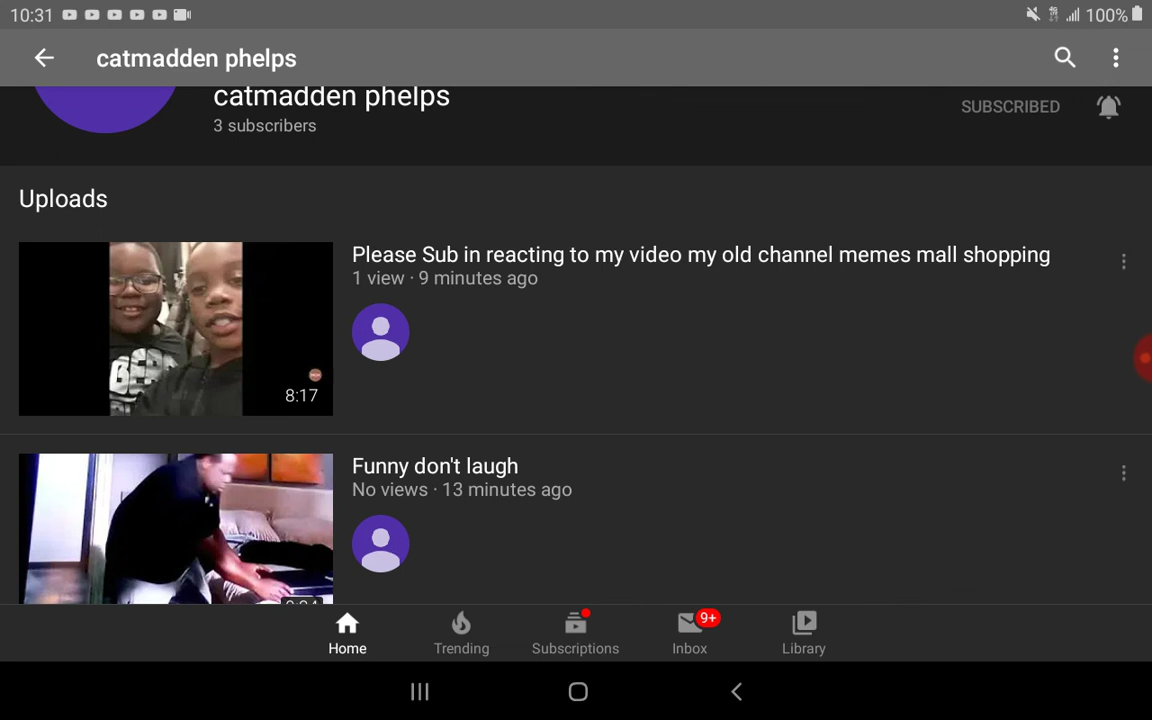 10:31
100%
catmadden phelps
catmadden phelps
3 subscribers
SUBSCRIBED
Uploads
Please Sub in reacting to my video my old channel memes mall shopping
1 view · 9 minutes ago
8:17
Funny don't laugh
No views · 13 minutes ago
9+
Home
Trending
Subscriptions
Inbox
Library